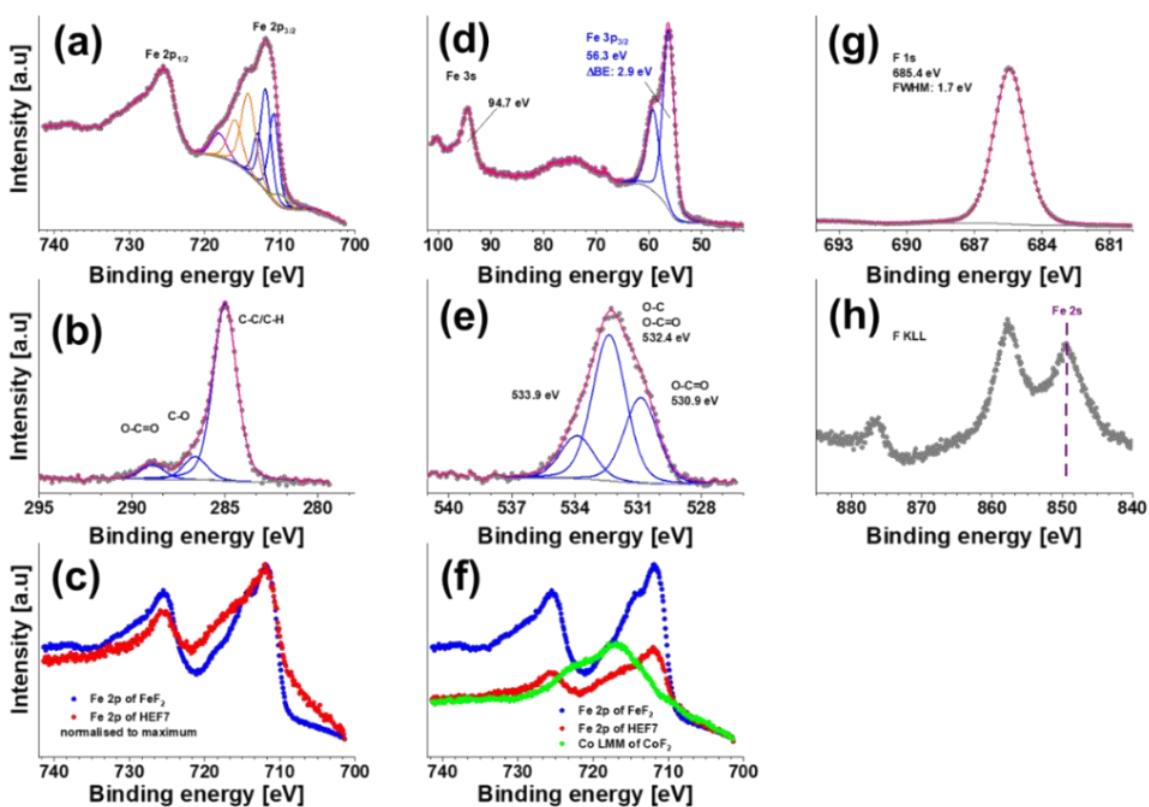 (a)
Fe 2p1/2
Fe 2p3/2
Intensity [a.u]
740
730
720
710
700
Binding energy [eV]
(d)
Fe 3s
94.7 eV
Fe 3p3/2
56.3 eV
ΔBE: 2.9 eV
100
90
80
70
60
50
Binding energy [eV]
(g)
F 1s
685.4 eV
FWHM: 1.7 eV
693
690
687
684
681
Binding energy [eV]
(b)
C-C/C-H
C-O
O-C=O
Intensity [a.u]
295
290
285
280
Binding energy [eV]
(e)
O-C
O-C=O
532.4 eV
533.9 eV
O-C=O
530.9 eV
540
537
534
531
528
Binding energy [eV]
(h)
F KLL
Fe 2s
880
870
860
850
840
Binding energy [eV]
(c)
Intensity [a.u]
Fe 2p of FeF2
Fe 2p of HEF7
normalised to maximum
740
730
720
710
700
Binding energy [eV]
(f)
Fe 2p of FeF2
Fe 2p of HEF7
Co LMM of CoF2
740
730
720
710
700
Binding energy [eV]